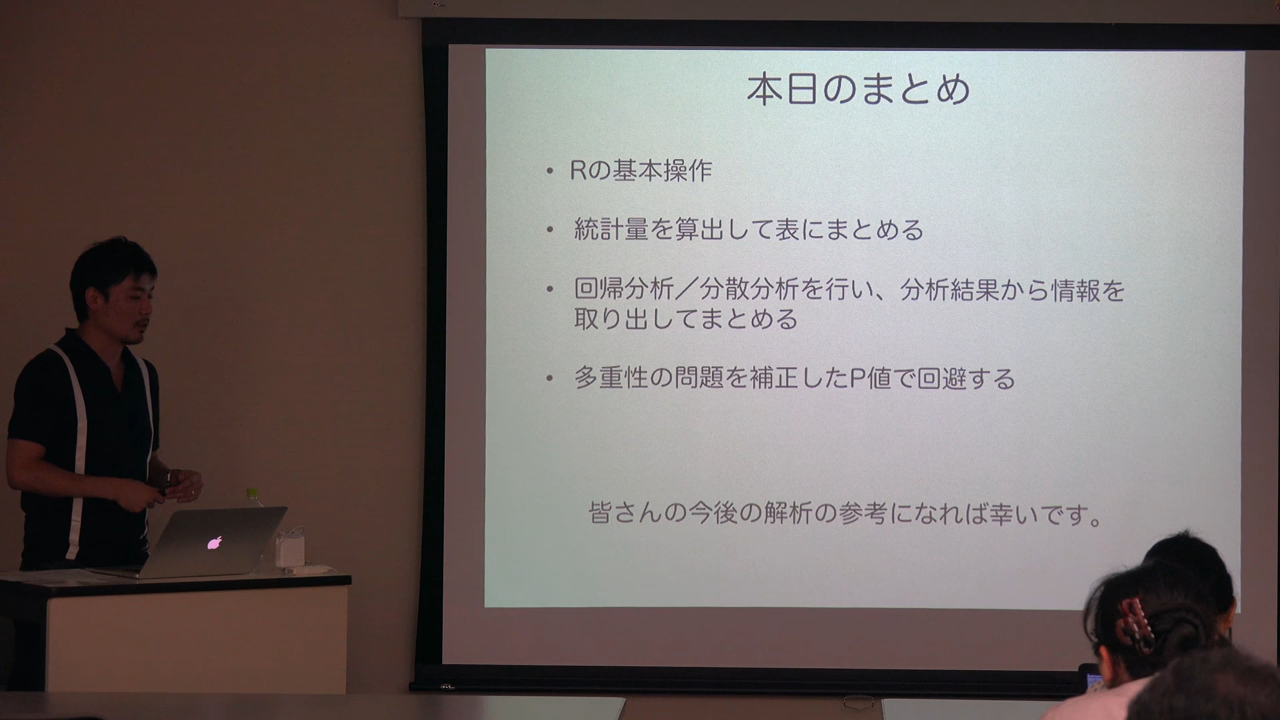 本日のまとめ
• Rの基本操作
• 統計量を算出して表にまとめる
• 回帰分析／分散分析を行い、分析結果から情報を
取り出してまとめる
• 多重性の問題を補正したP値で回避する
皆さんの今後の解析の参考になれば幸いです。